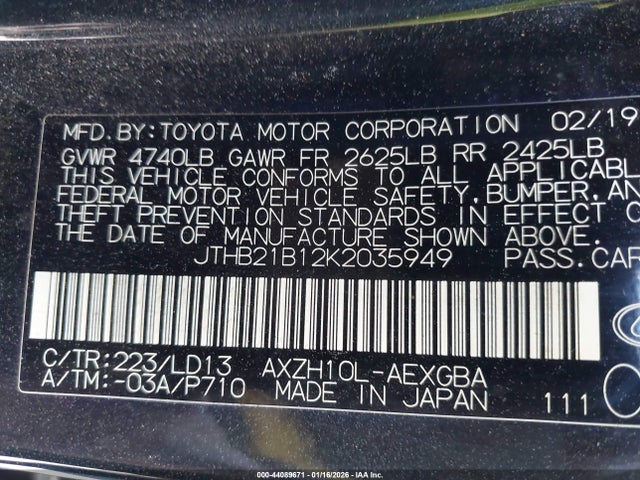 MFD.BY:TOYOTA MOTOR CORPORATION 02/19
GVWR 4740LB GAWR FR 2625LB RR 2425LB
THIS VEHICLE CONFORMS TO ALL APPLICABL
FEDERAL MOTOR VEHICLE SAFETY,BUMPER,AN
THEFT PREVENTION STANDARDS IN EFFECT O
THE DATE OF MANUFACTURE SHOWN ABOVE.
JTHB21B12K2035949 PASS.CAR
C/TR:223/LD13 AXZH10L-AEXGBA
A/TM:-03A/P710 MADE IN JAPAN 111
000-44089671 - 01/16/2026 - IAA Inc.